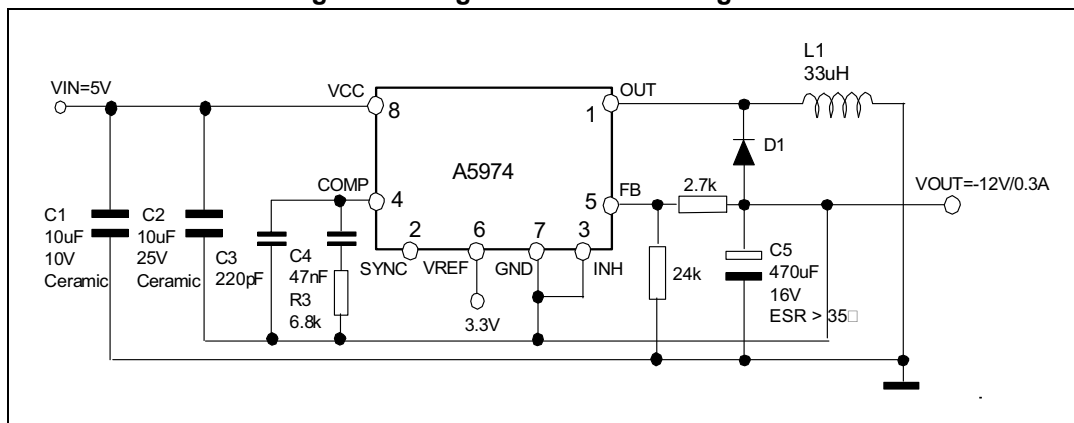 VIN=5V
VCC
8
OUT
1
L1
33uH
A5974
D1
COMP
4
FB
5
2.7k
VOUT=-12V/0.3A
2
6
7
3
SYNC
VREF
GND
INH
3.3V
C1
10uF
10V
Ceramic
C2
10uF
25V
Ceramic
C3
220pF
C4
47nF
R3
6.8k
24k
C5
470uF
16V
ESR > 35□